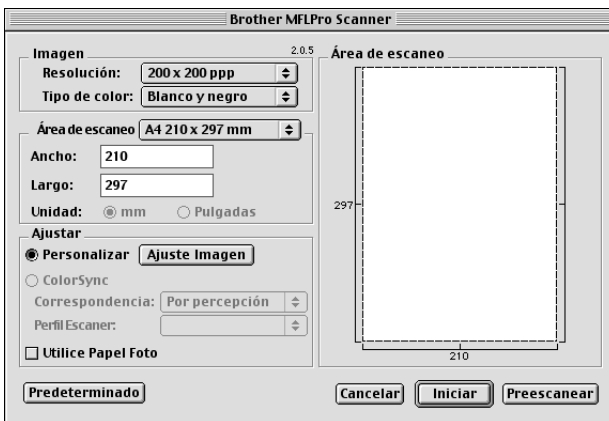 Brother MFLPro Scanner
Imagen
2.0.5
Resolución: 200 x 200 ppp
Tipo de color: Blanco y negro
Área de escaneo A4 210 x 297 mm
Ancho: 210
Largo: 297
Unidad: mm Pulgadas
Ajustar
Personalizar Ajuste Imagen
ColorSync
Correspondencia: Por percepción
Perfil Escaner:
Utilice Papel Foto
Área de escaneo
297
210
Predeterminado
Cancelar Iniciar Preescanear